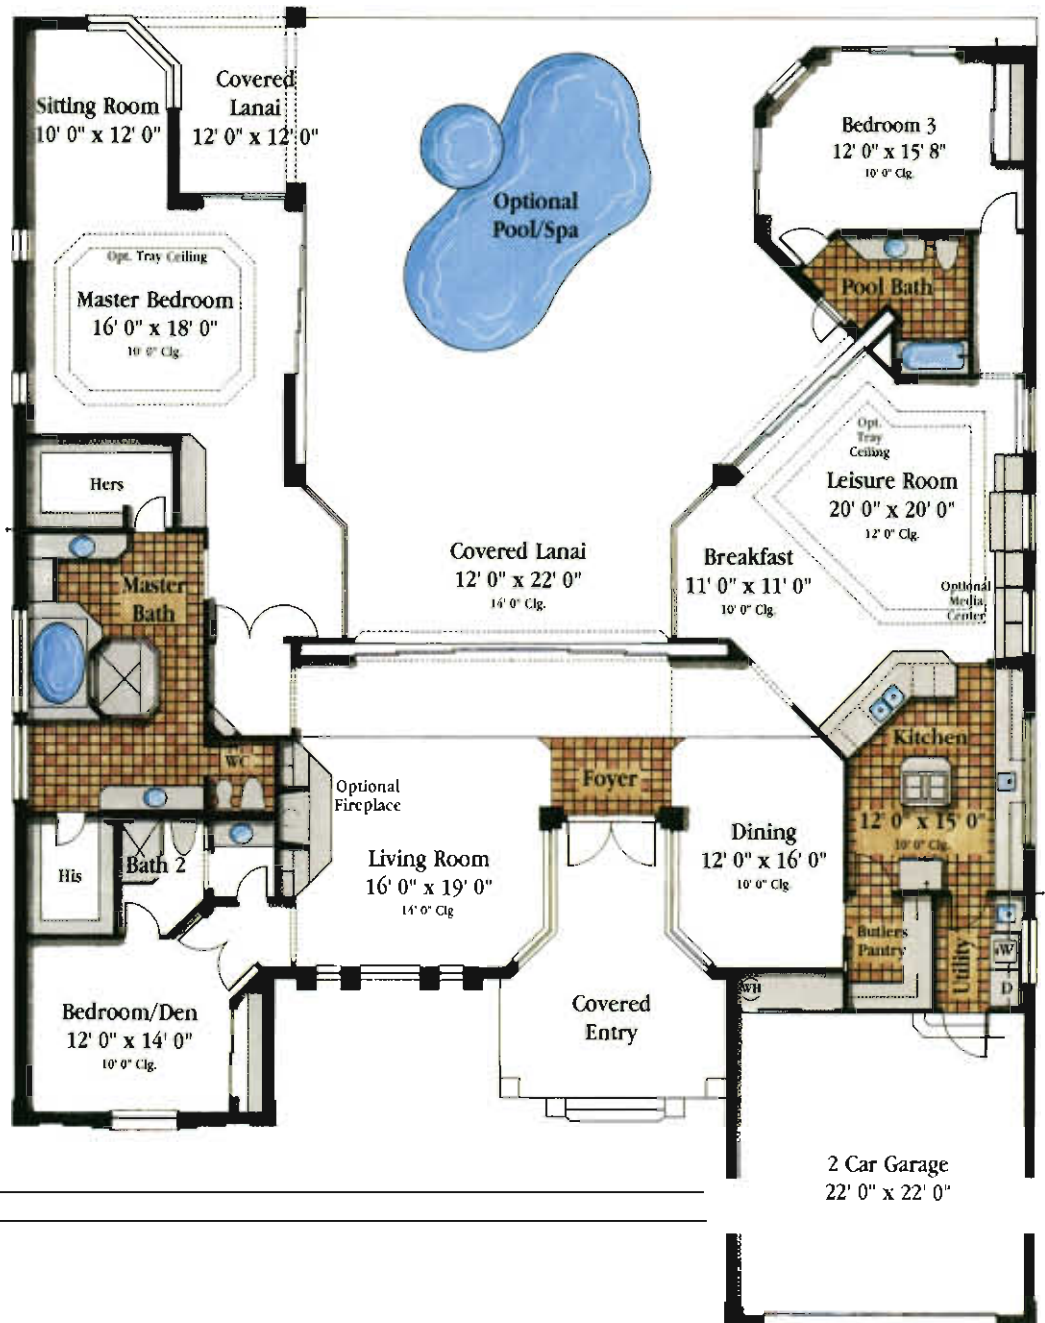 Sitting Room
10' 0" x 12' 0"
Covered
Lanai
12' 0" x 12' 0"
Optional
Pool/Spa
Bedroom 3
12' 0" x 15' 8"
10' 0" Clg.
Pool Bath
Opt. Tray Ceiling
Master Bedroom
16' 0" x 18' 0"
10' 0" Clg.
Opt.
Tray
Ceiling
Leisure Room
20' 0" x 20' 0"
12' 0" Clg.
Hers
Master
Bath
Covered Lanai
12' 0" x 22' 0"
14' 0" Clg.
Breakfast
11' 0" x 11' 0"
10' 0" Clg.
Optional
Media
Center
WC
Optional
Fireplace
Foyer
Kitchen
12' 0" x 15' 0"
10' 0" Clg.
Dining
12' 0" x 16' 0"
10' 0" Clg
Living Room
16' 0" x 19' 0"
14' 0" Clg
His
Bath 2
Butlers
Pantry
Utility
W
D
WH
Bedroom/Den
12' 0" x 14' 0"
10' 0" Clg.
Covered
Entry
2 Car Garage
22' 0" x 22' 0"